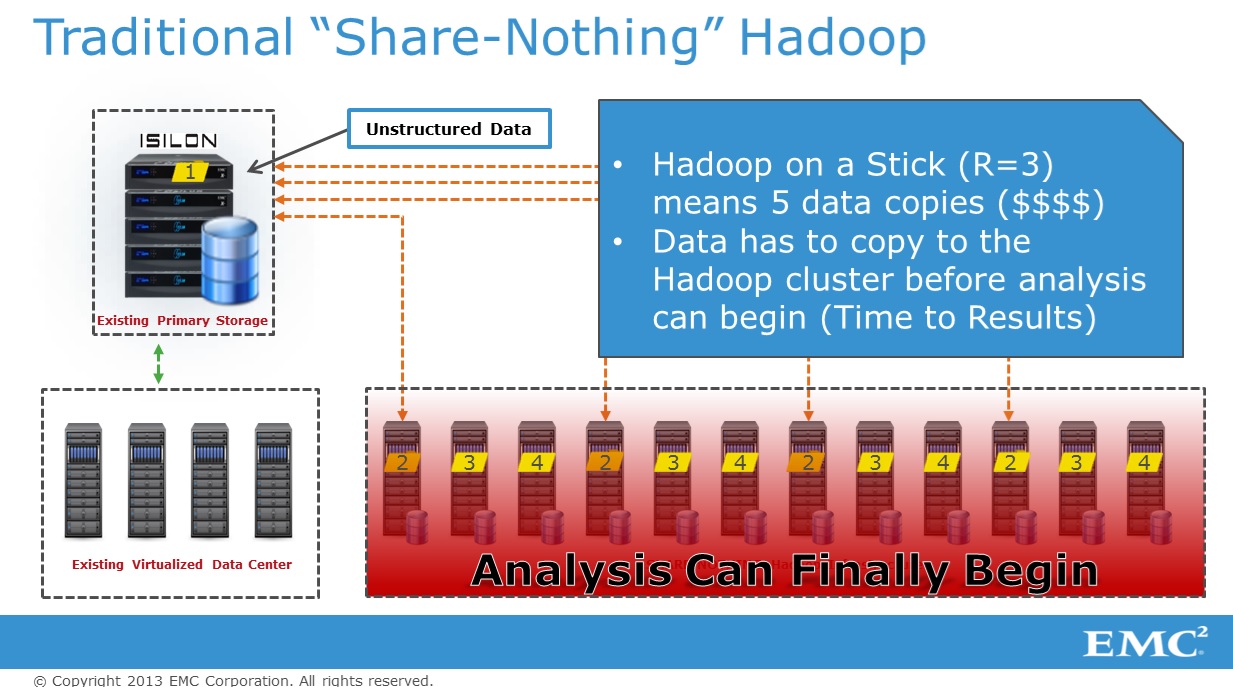 Traditional “Share-Nothing” Hadoop
ISILON
1
Unstructured Data
• Hadoop on a Stick (R=3)
means 5 data copies ($$$$)
• Data has to copy to the
Hadoop cluster before analysis
can begin (Time to Results)
Existing Primary Storage
2 3 4 2 3 4 2 3 4 2 3 4
Existing Virtualized Data Center
Analysis Can Finally Begin
EMC²
© Copyright 2013 EMC Corporation. All rights reserved.